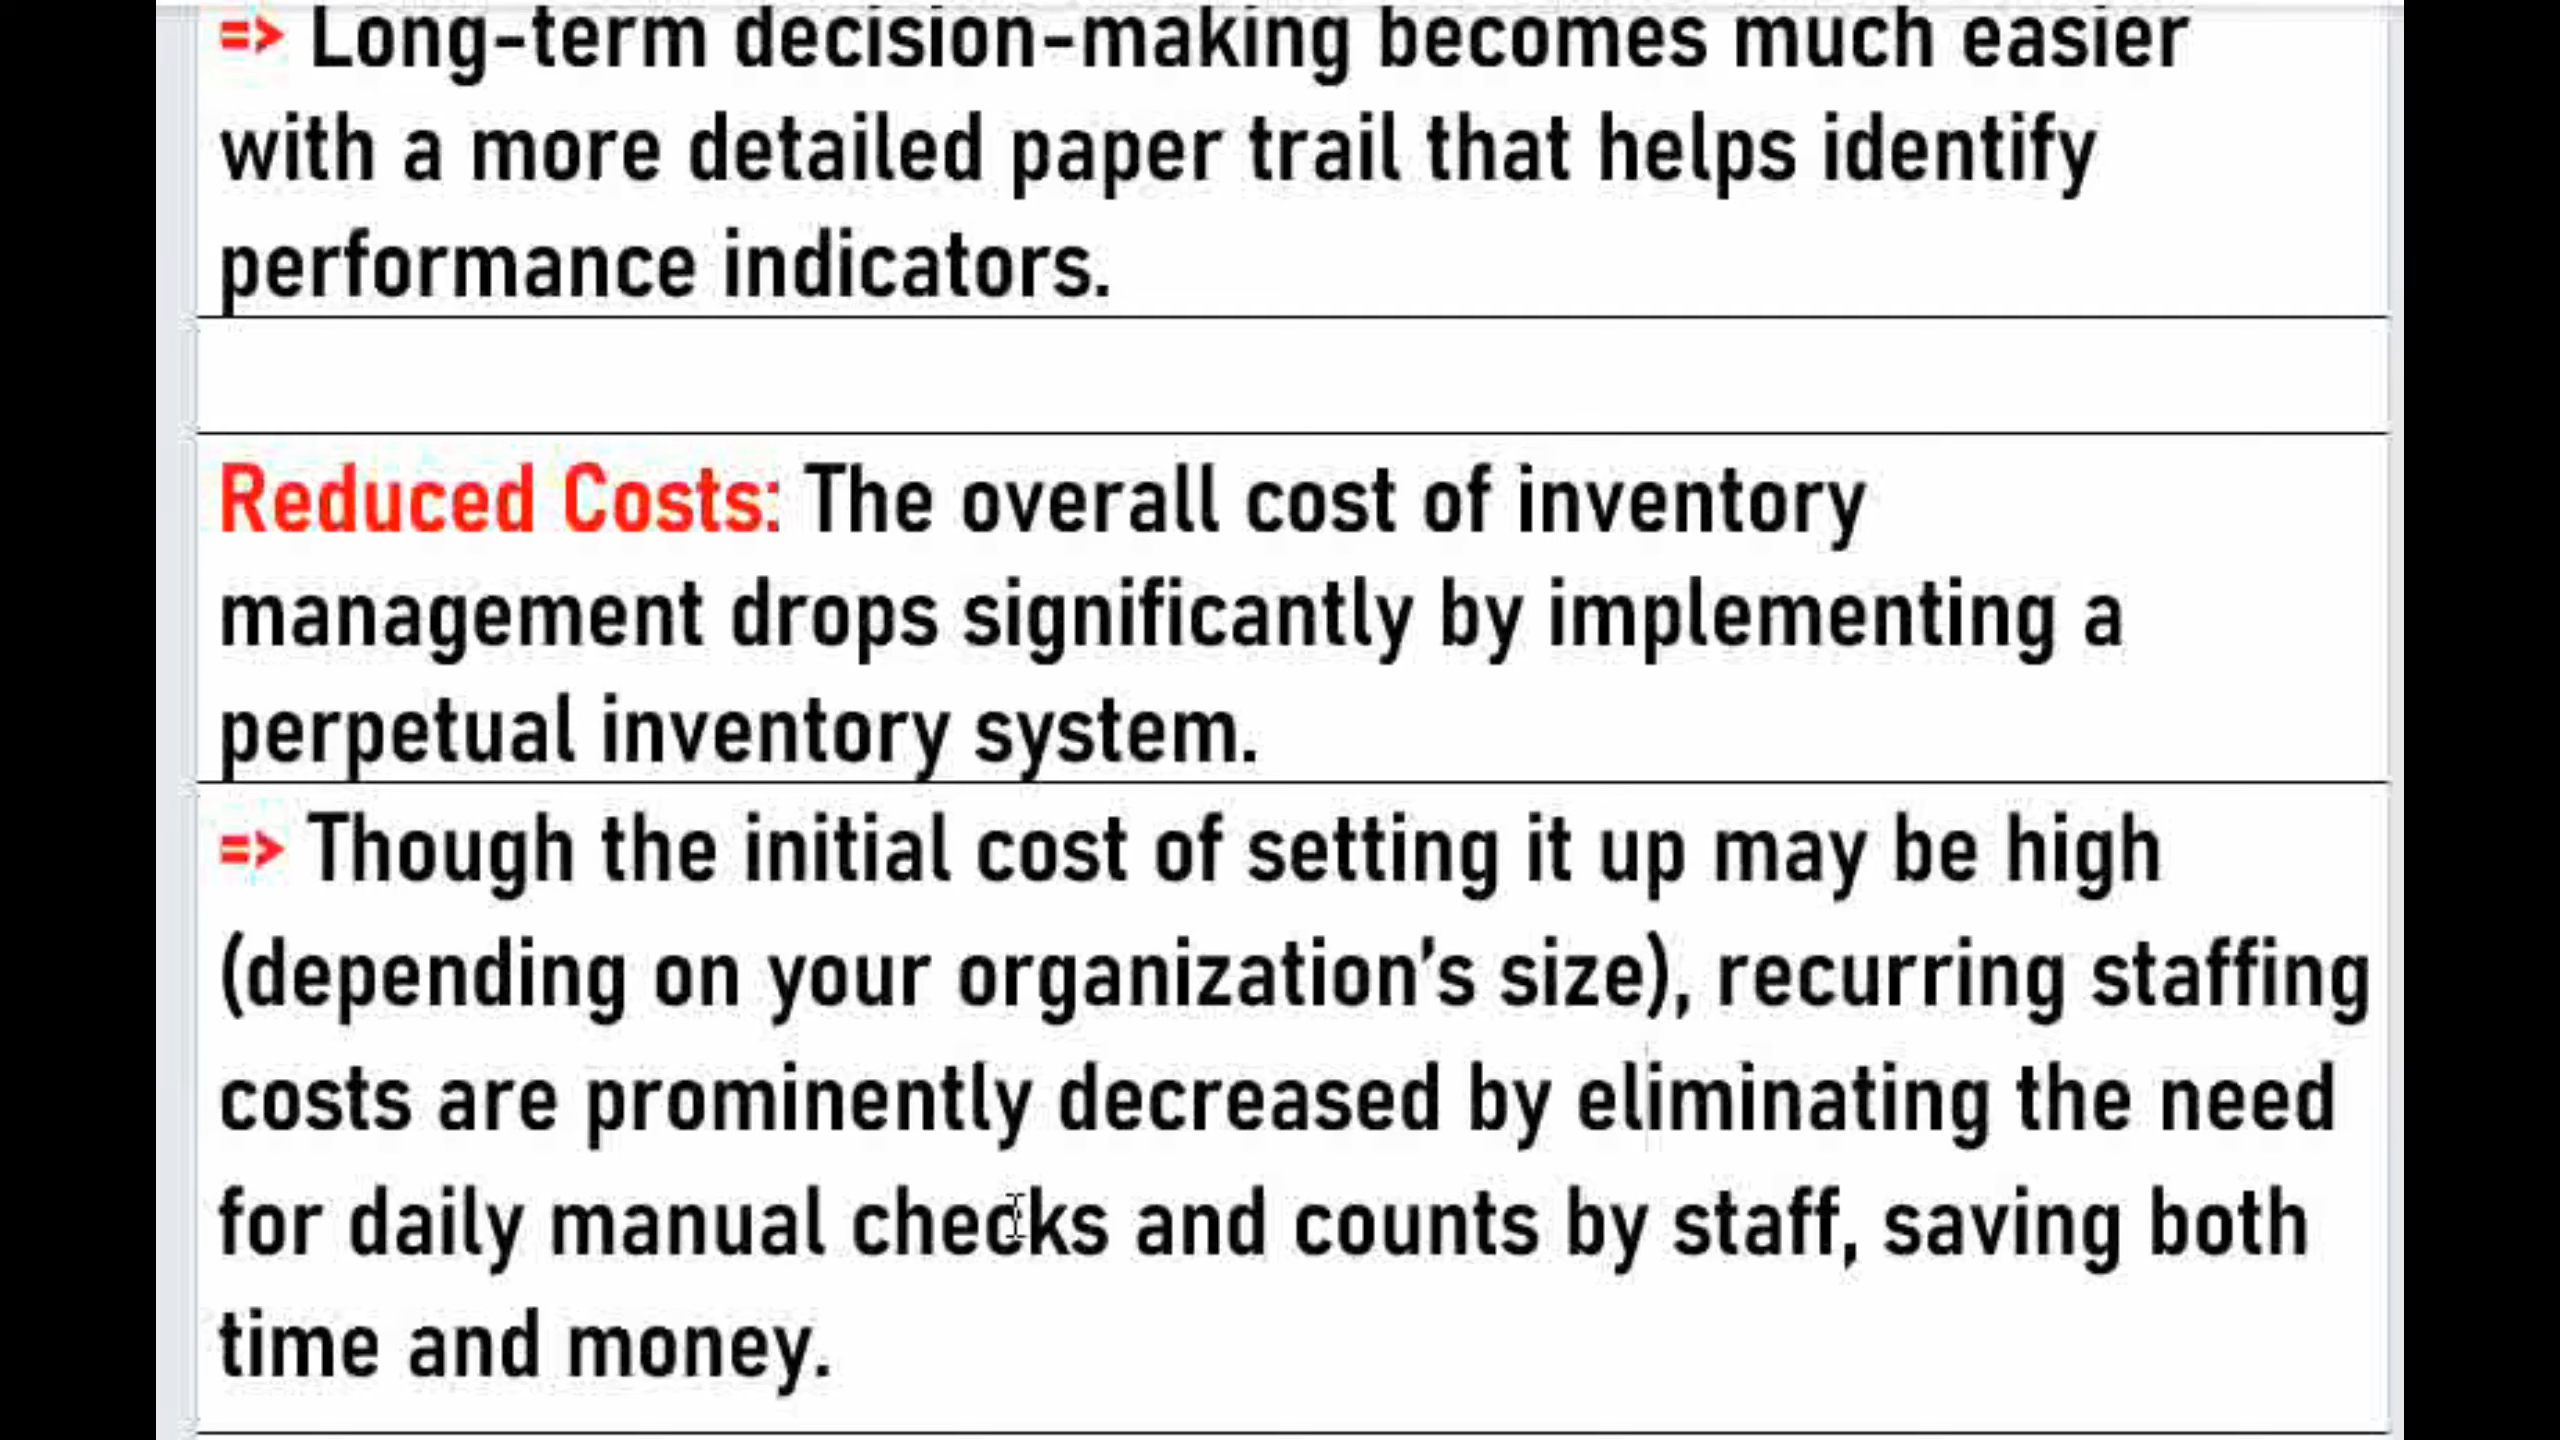 => Long-term decision-making becomes much easier
with a more detailed paper trail that helps identify
performance indicators.
Reduced Costs: The overall cost of inventory
management drops significantly by implementing a
perpetual inventory system.
=> Though the initial cost of setting it up may be high
(depending on your organization’s size), recurring staffing
costs are prominently decreased by eliminating the need
for daily manual checks and counts by staff, saving both
time and money.